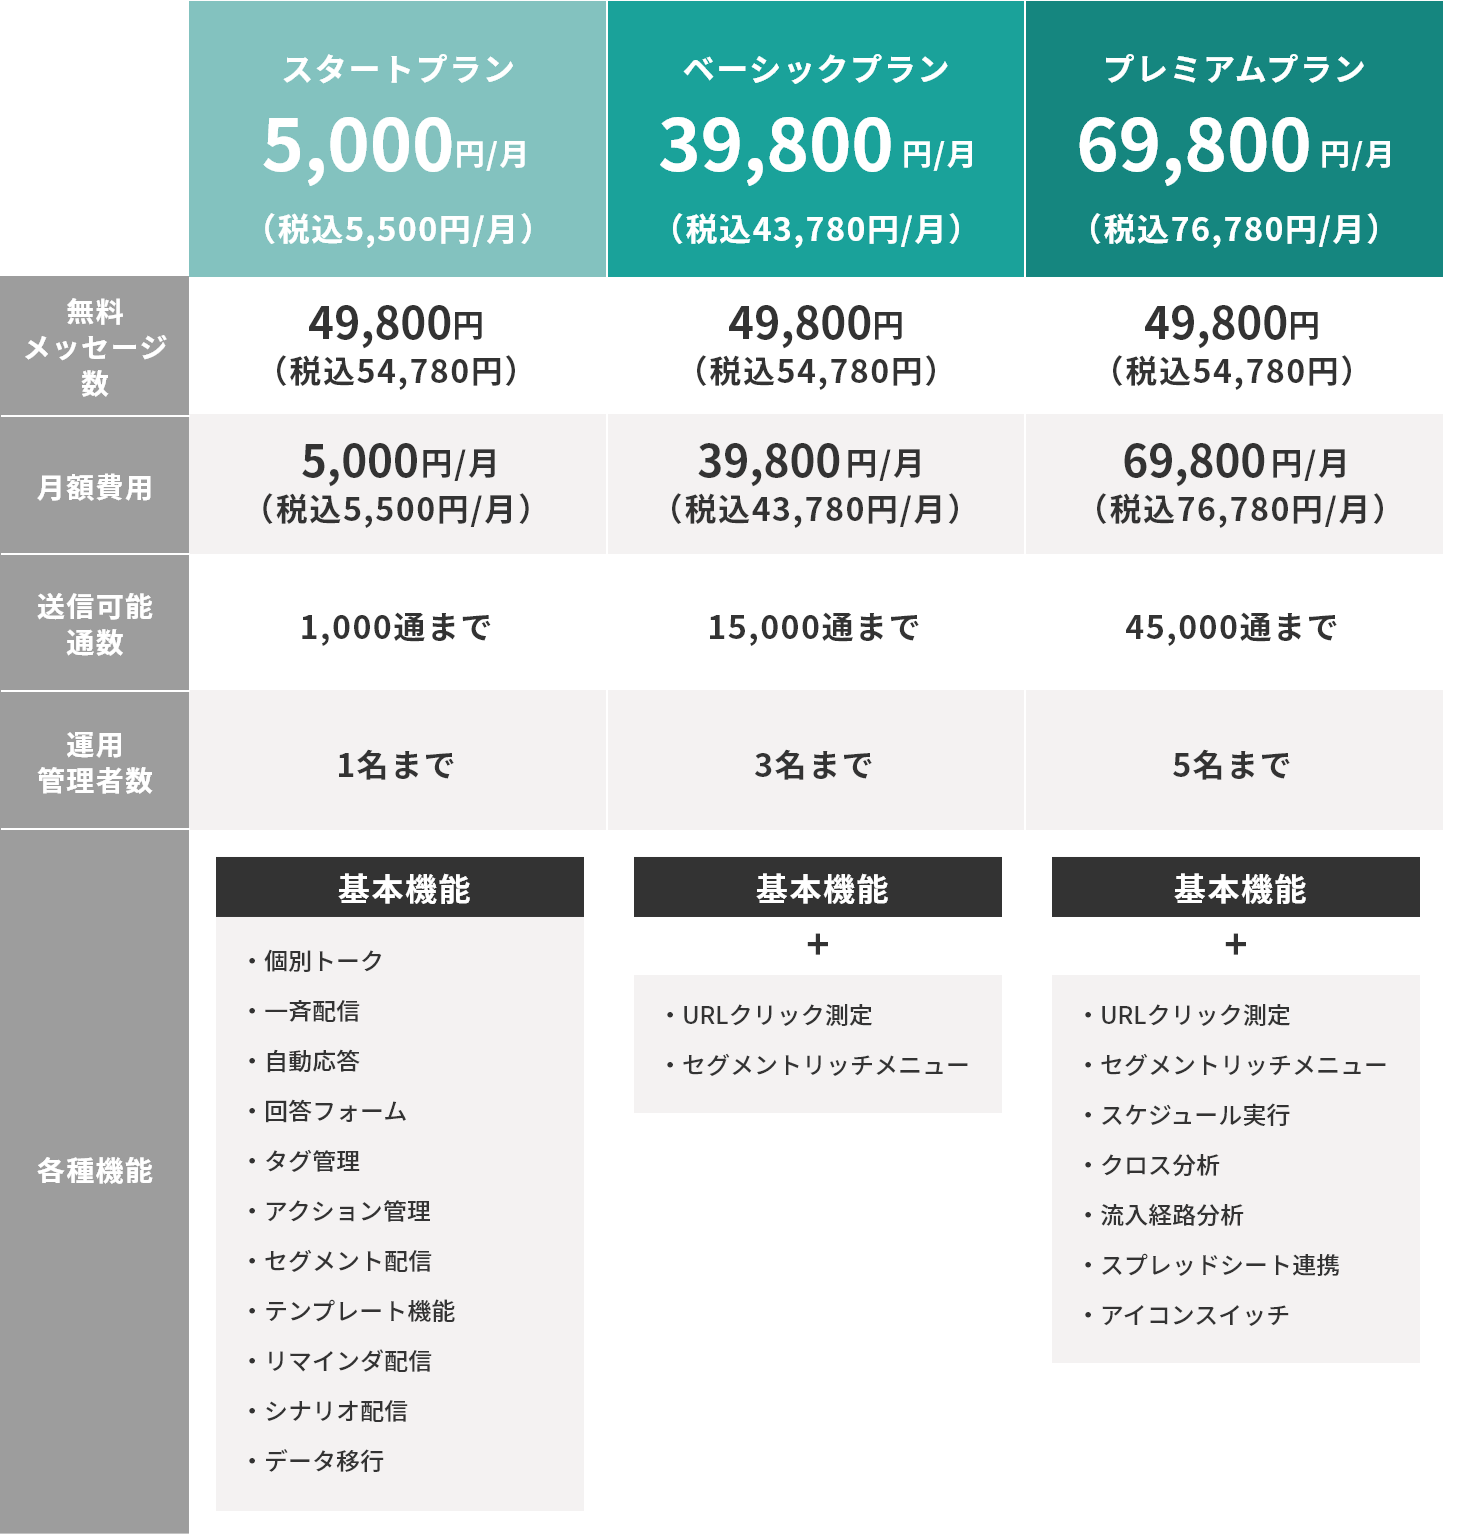 スタートプラン
5,000円/月
（税込5,500円/月）
ベーシックプラン
39,800円/月
（税込43,780円/月）
プレミアムプラン
69,800円/月
（税込76,780円/月）
無料
メッセージ
数
49,800円
（税込54,780円）
49,800円
（税込54,780円）
49,800円
（税込54,780円）
月額費用
5,000円/月
（税込5,500円/月）
39,800円/月
（税込43,780円/月）
69,800円/月
（税込76,780円/月）
送信可能
通数
1,000通まで
15,000通まで
45,000通まで
運用
管理者数
1名まで
3名まで
5名まで
各種機能
基本機能
・個別トーク
・一斉配信
・自動応答
・回答フォーム
・タグ管理
・アクション管理
・セグメント配信
・テンプレート機能
・リマインダ配信
・シナリオ配信
・データ移行
基本機能
+
・URLクリック測定
・セグメントリッチメニュー
基本機能
+
・URLクリック測定
・セグメントリッチメニュー
・スケジュール実行
・クロス分析
・流入経路分析
・スプレッドシート連携
・アイコンスイッチ